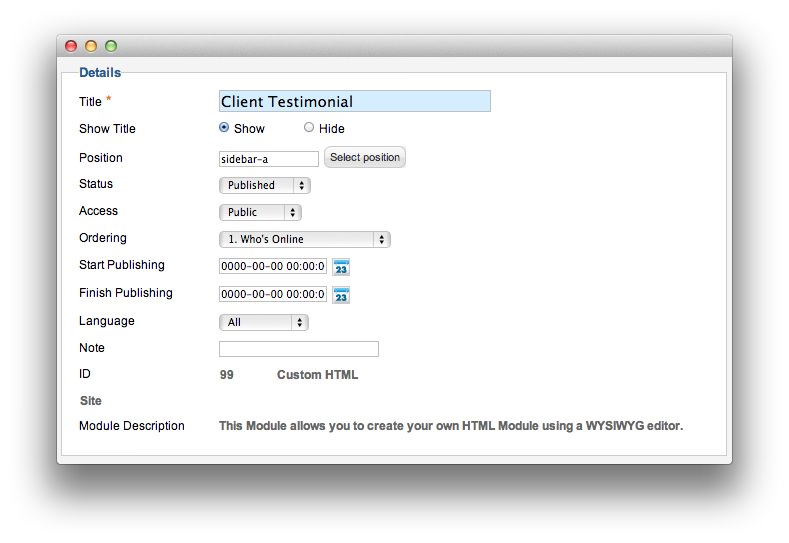 Details
Title * Client Testimonial
Show Title Show Hide
Position sidebar-a Select position
Status Published
Access Public
Ordering 1. Who's Online
Start Publishing 0000-00-00 00:00:0 23
Finish Publishing 0000-00-00 00:00:0 23
Language All
Note
ID 99 Custom HTML
Site
Module Description This Module allows you to create your own HTML Module using a WYSIWYG editor.